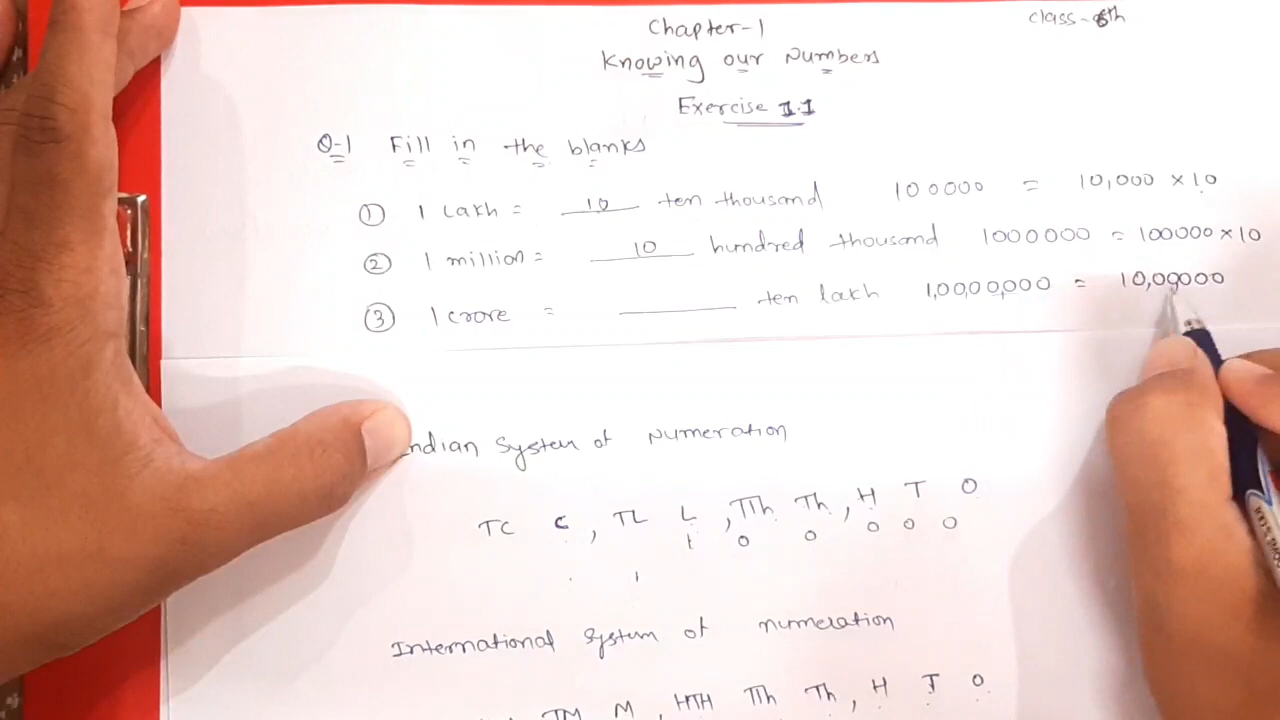 Chapter-1
class-6th
Knowing our Numbers
Exercise 1.1
Q-1 Fill in the blanks
① 1 Lakh = 10 ten thousand 100000 = 10,000 × 10
② 1 million = 10 hundred thousand 1000000 = 100000 × 10
③ 1 crore = ______ ten lakh 1,00,00,000 = 10,00000
Indian System of Numeration
TC C , TL L , TTh Th , H T O
1 0 0 0 0 0
International System of numeration
TM M , HTH TTh Th , H T O